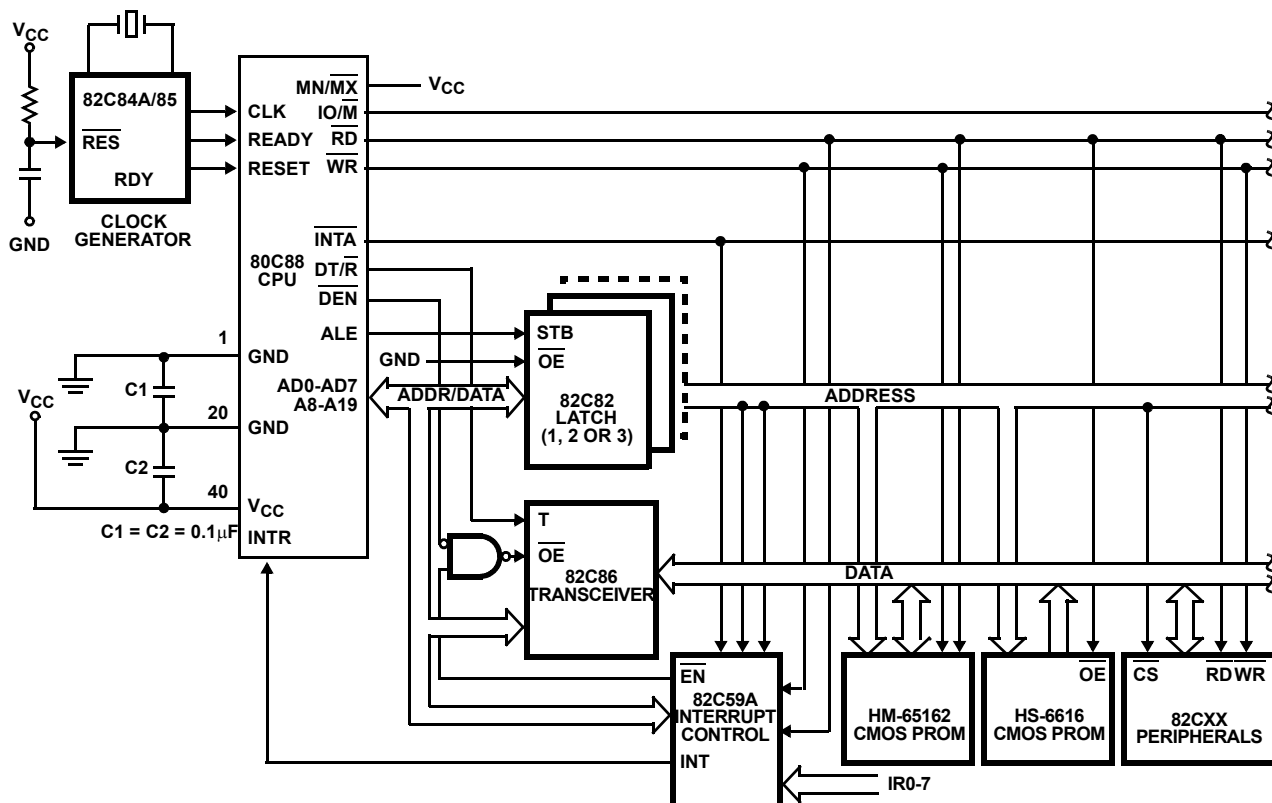 VCC
82C84A/85
RES
RDY
CLOCK
GENERATOR
GND
MN/MX
VCC
CLK
IO/M
READY
RD
RESET
WR
INTA
80C88
CPU
DT/R
DEN
ALE
1
GND
VCC
C1
AD0-AD7
A8-A19
20
GND
C2
40
VCC
C1 = C2 = 0.1μF
INTR
STB
GND
OE
ADDR/DATA
82C82
LATCH
(1, 2 OR 3)
ADDRESS
T
OE
82C86
TRANSCEIVER
DATA
EN
82C59A
INTERRUPT
CONTROL
INT
IR0-7
HM-65162
CMOS PROM
OE
HS-6616
CMOS PROM
CS
RD WR
82CXX
PERIPHERALS